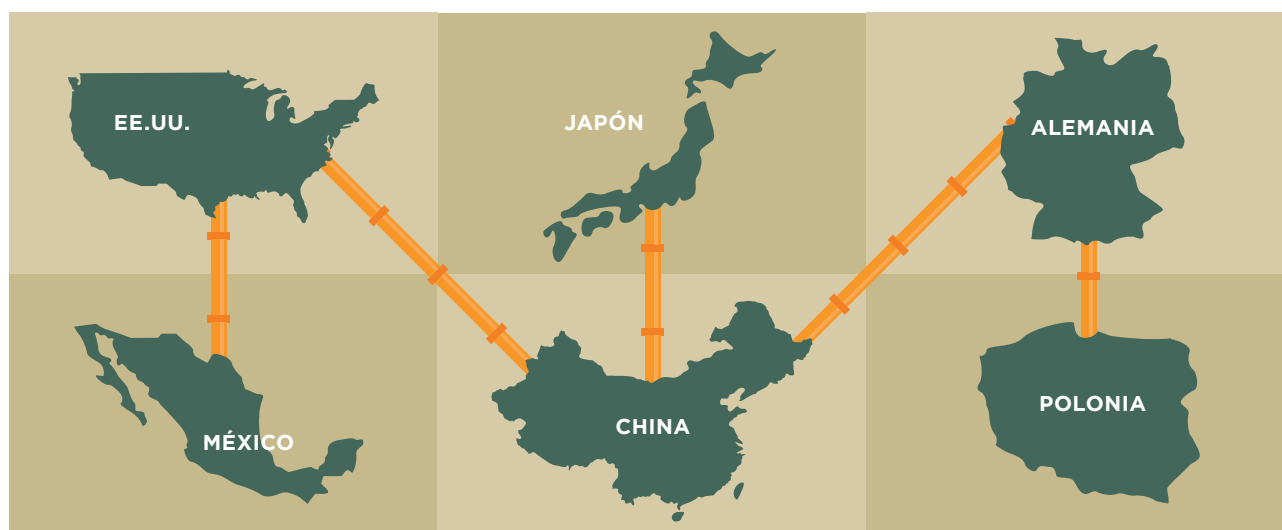 EE.UU.
JAPÓN
ALEMANIA
MÉXICO
CHINA
POLONIA